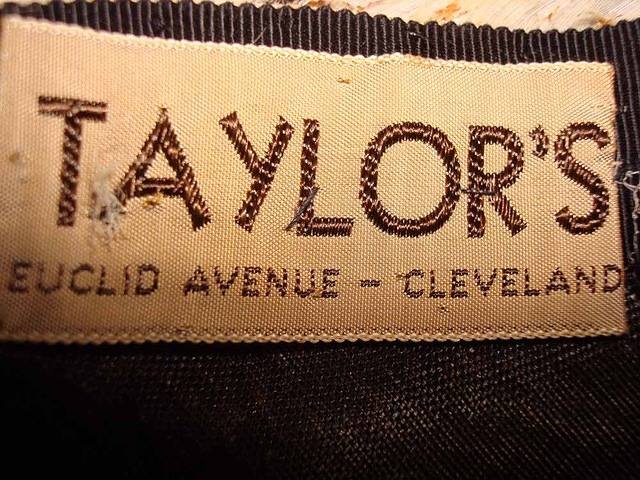 TAYLOR'S
EUCLID AVENUE - CLEVELAND